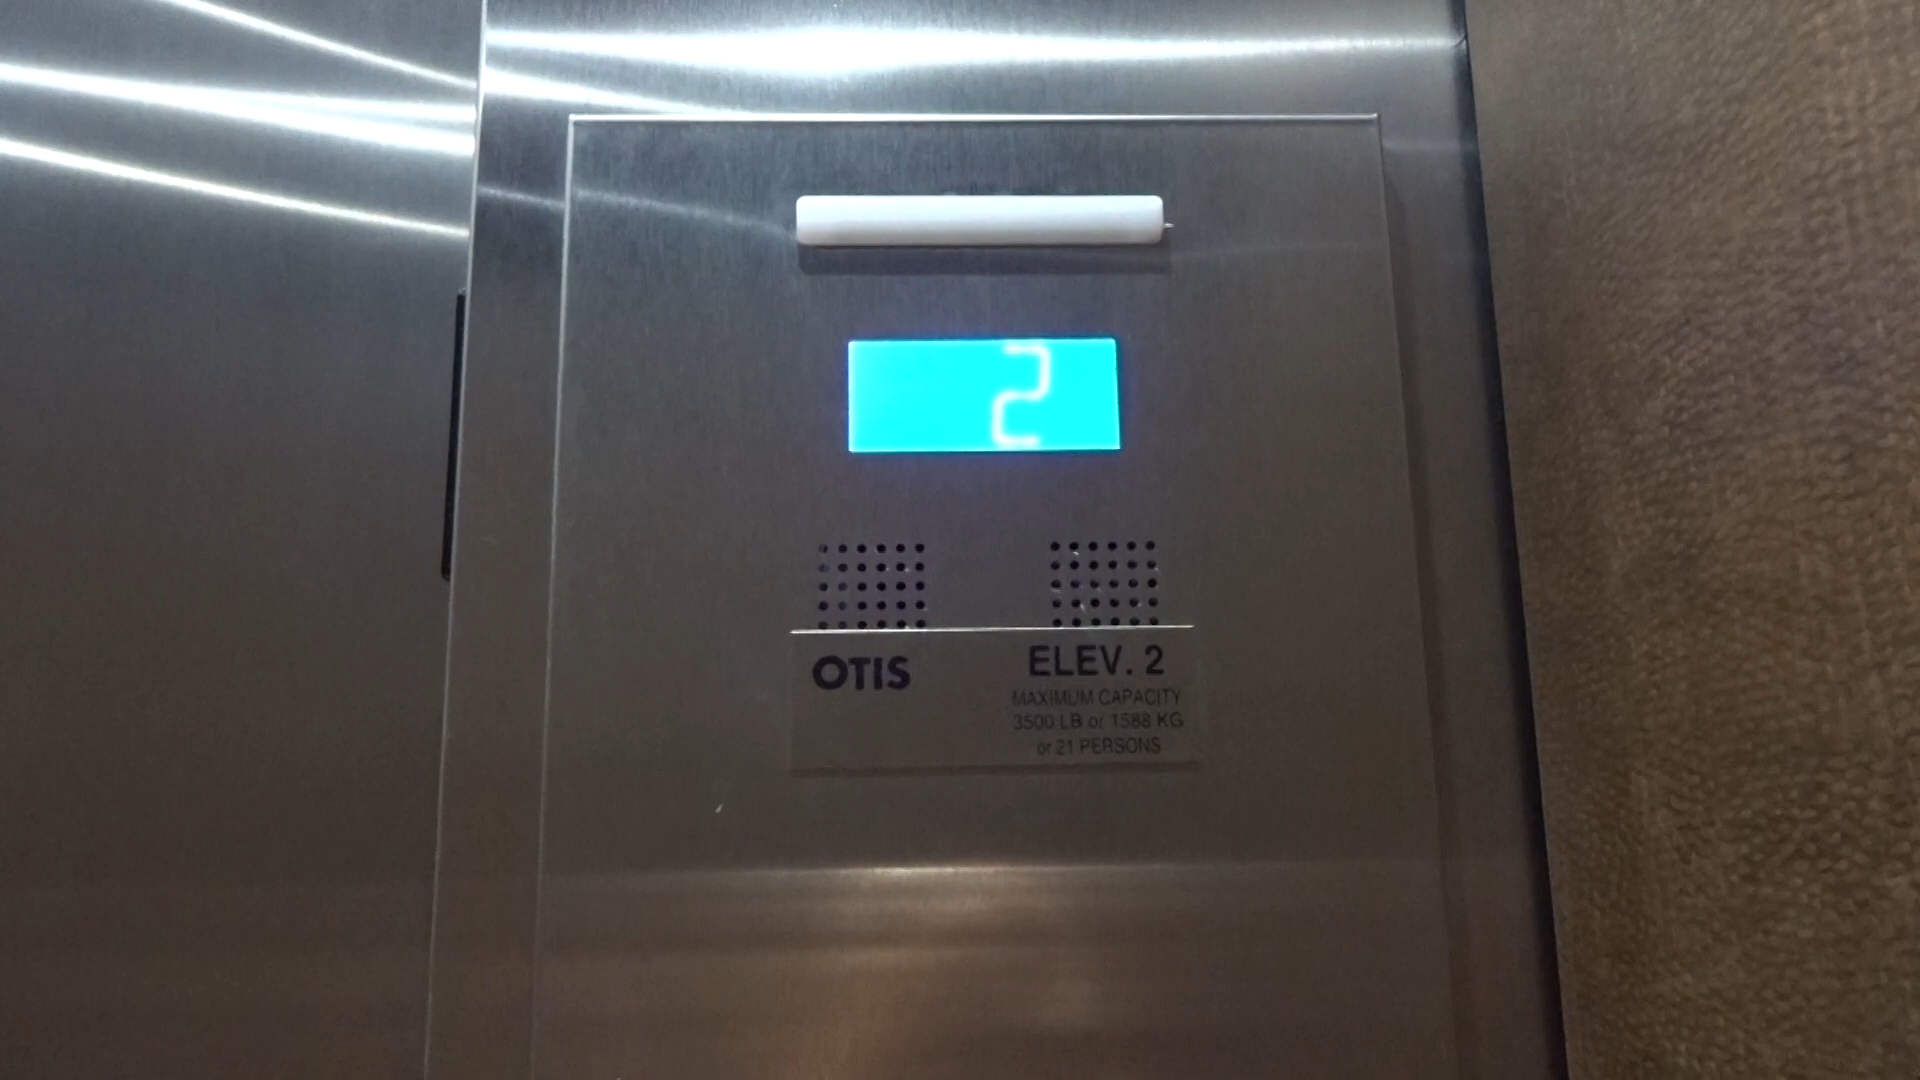 2
OTIS
ELEV. 2
MAXIMUM CAPACITY
3500 LB or 1588 KG
or 21 PERSONS